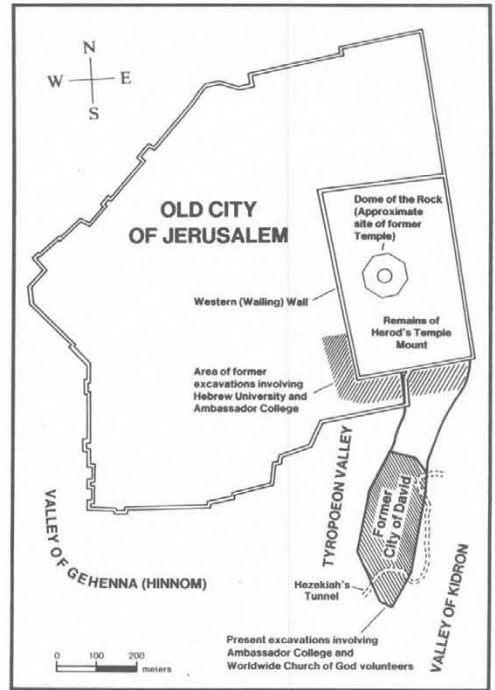 N
W E
S
OLD CITY
OF JERUSALEM
Dome of the Rock
(Approximate
site of former
Temple)
Western (Wailing) Wall
Remains of
Herod's Temple
Mount
Area of former
excavations involving
Hebrew University and
Ambassador College
TYROPOEON VALLEY
Former
City of David
VALLEY OF GEHENNA (HINNOM)
Hezekiah's
Tunnel
VALLEY OF KIDRON
Present excavations involving
Ambassador College and
Worldwide Church of God volunteers
0 100 200
meters